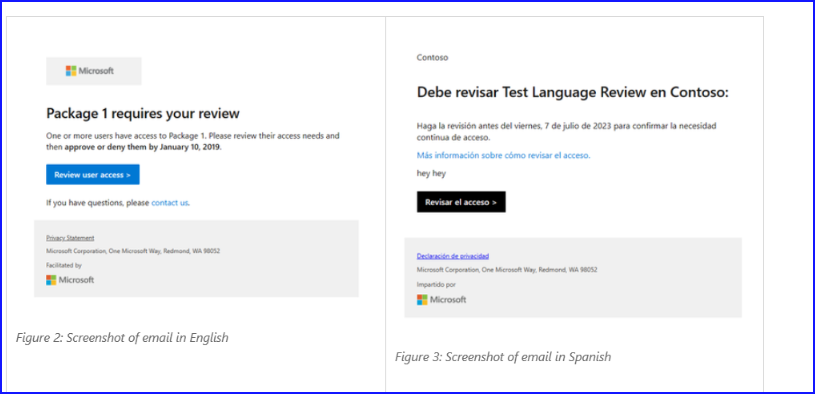 Microsoft
Package 1 requires your review
One or more users have access to Package 1. Please review their access needs and
then approve or deny them by January 10, 2019.
Review user access >
If you have questions, please contact us.
Privacy Statement
Microsoft Corporation, One Microsoft Way, Redmond, WA 98052
Facilitated by
Microsoft
Figure 2: Screenshot of email in English
Contoso
Debe revisar Test Language Review en Contoso:
Haga la revisión antes del viernes, 7 de julio de 2023 para confirmar la necesidad
continua de acceso.
Más información sobre cómo revisar el acceso.
hey hey
Revisar el acceso >
Declaración de privacidad
Microsoft Corporation, One Microsoft Way, Redmond, WA 98052
Impartido por
Microsoft
Figure 3: Screenshot of email in Spanish